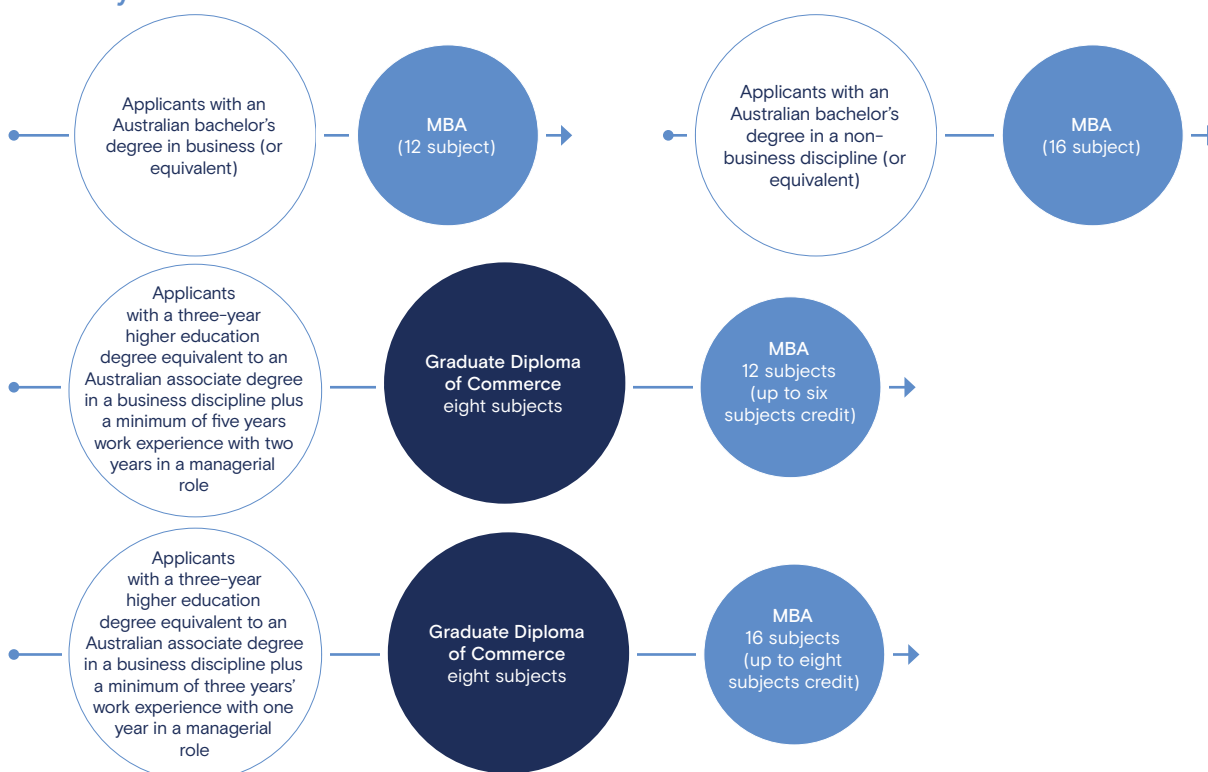 Applicants with an
Australian bachelor's
degree in business (or
equivalent)
MBA
(12 subject)
Applicants with an
Australian bachelor's
degree in a non-
business discipline (or
equivalent)
MBA
(16 subject)
Applicants
with a three-year
higher education
degree equivalent to an
Australian associate degree
in a business discipline plus
a minimum of five years
work experience with two
years in a managerial
role
Graduate Diploma
of Commerce
eight subjects
MBA
12 subjects
(up to six
subjects credit)
Applicants
with a three-year
higher education
degree equivalent to an
Australian associate degree
in a business discipline plus
a minimum of three years'
work experience with one
year in a managerial
role
Graduate Diploma
of Commerce
eight subjects
MBA
16 subjects
(up to eight
subjects credit)